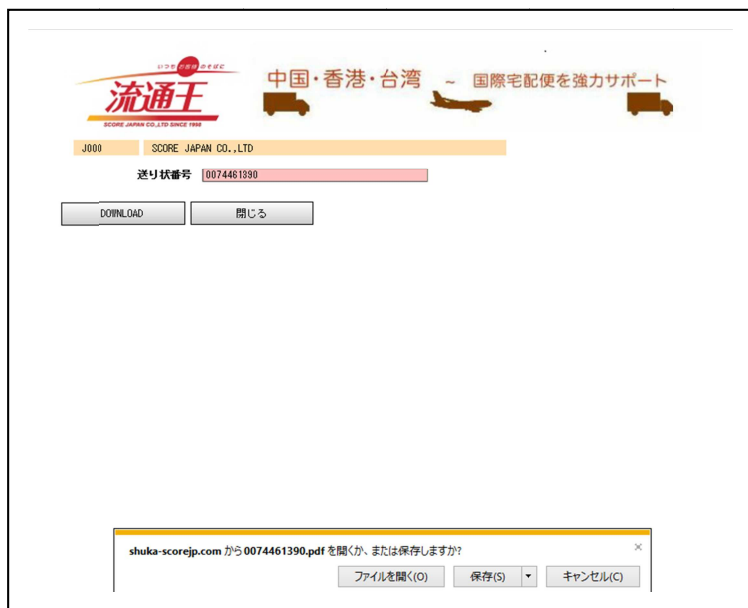 いつも お客様 のそばに
流通王
SCORE JAPAN CO.,LTD SINCE 1998
中国・香港・台湾 ～ 国際宅配便を強力サポート
J000 SCORE JAPAN CO.,LTD
送り状番号 0074461390
DOWNLOAD 閉じる
shuka-scorejp.com から 0074461390.pdf を開くか、または保存しますか?
×
ファイルを開く(O) 保存(S) ▼ キャンセル(C)